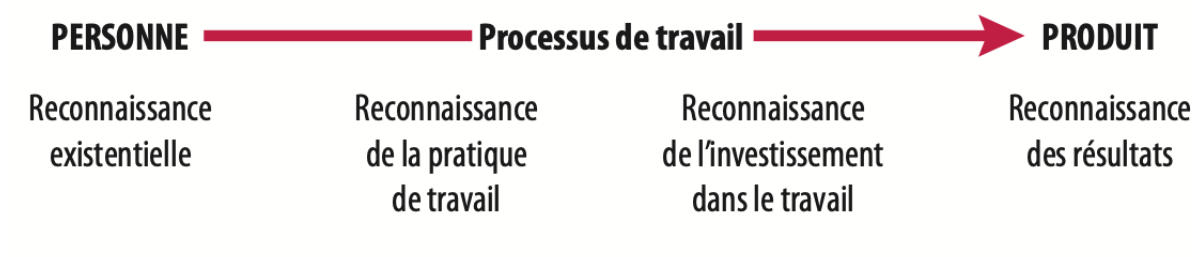 PERSONNE Processus de travail PRODUIT
Reconnaissance existentielle
Reconnaissance de la pratique de travail
Reconnaissance de l’investissement dans le travail
Reconnaissance des résultats